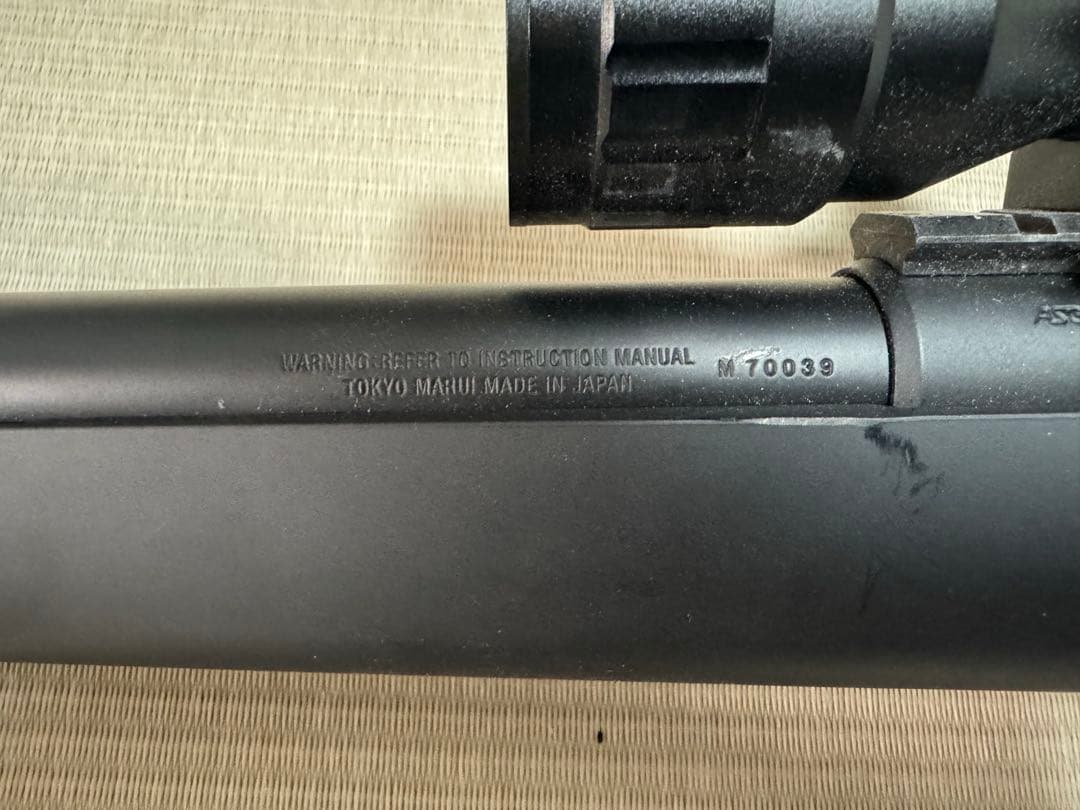 WARNING:REFER TO INSTRUCTION MANUAL M 70039
TOKYO MARUI.MADE IN JAPAN